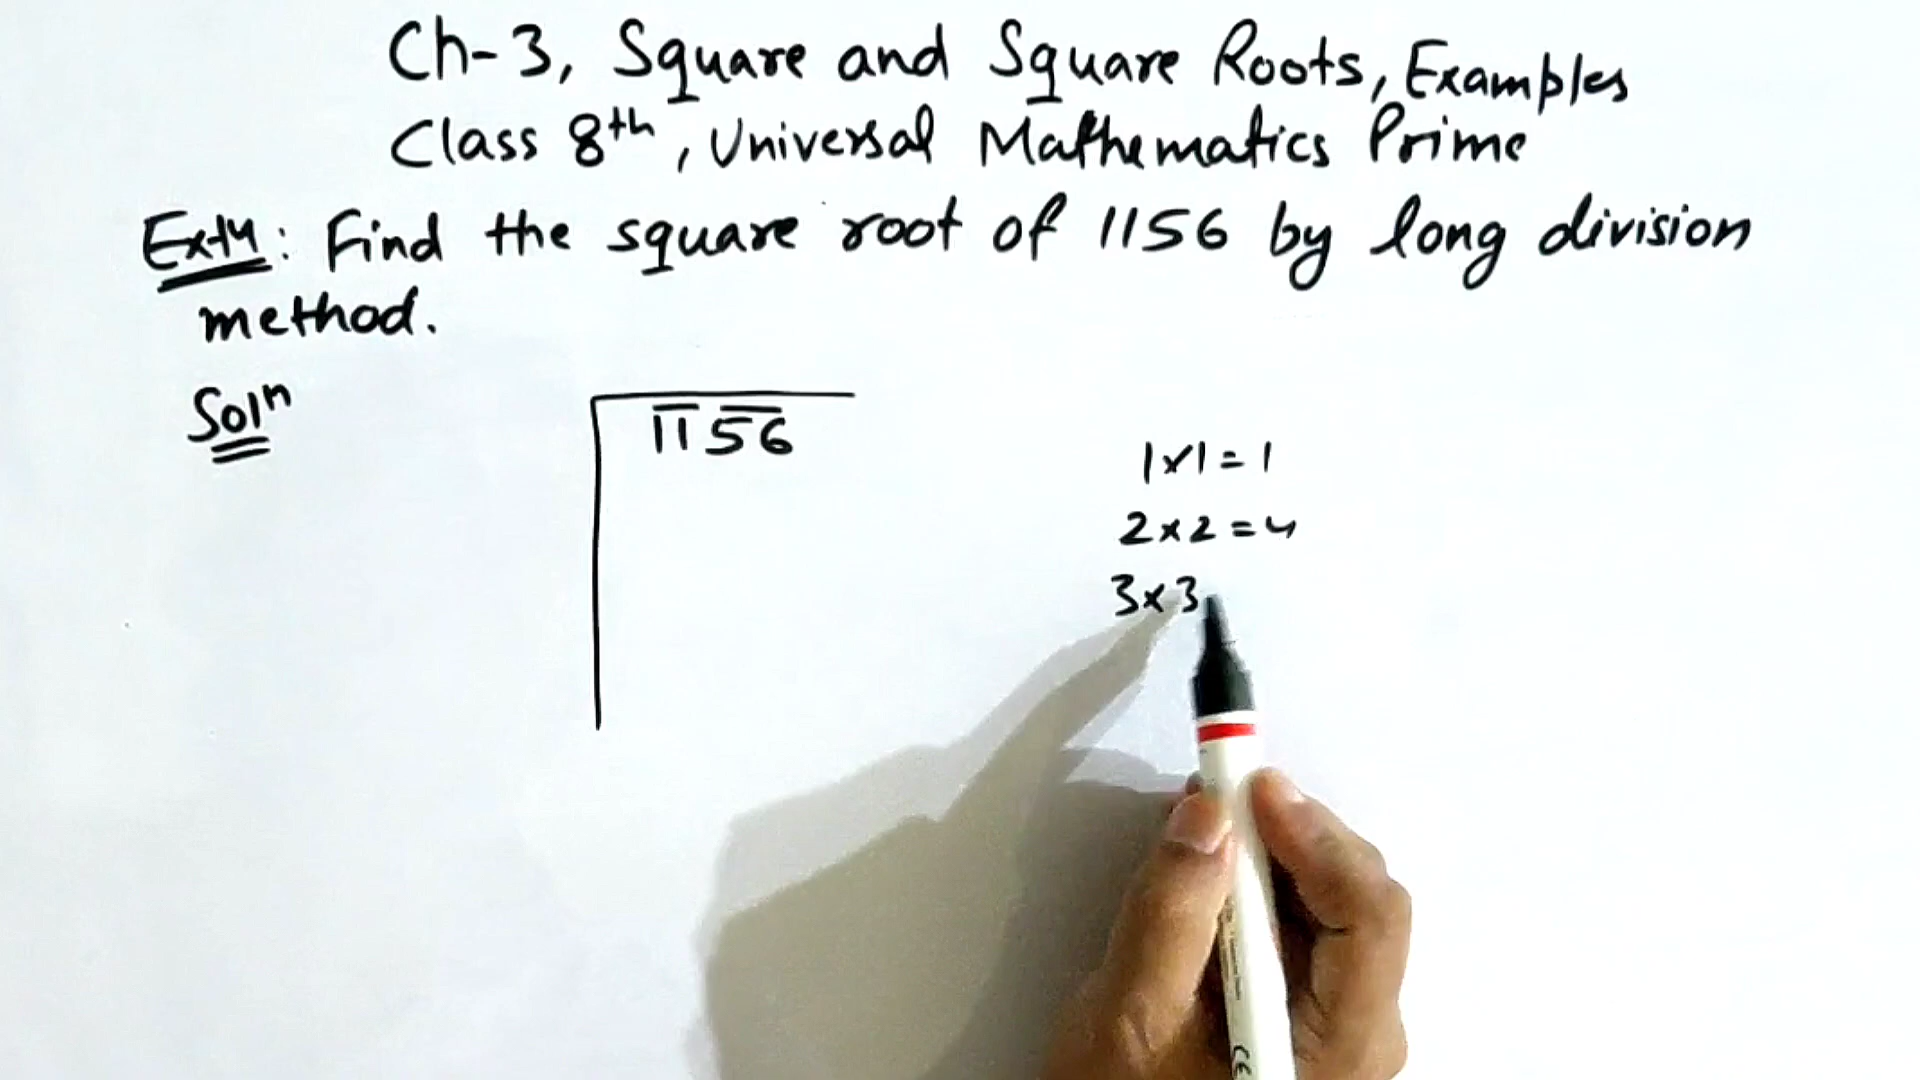 Ch-3, Square and Square Roots, Examples
Class 8th, Universal Mathematics Prime
Ex14: Find the square root of 1156 by long division
method.
Soln
1156
1×1=1
2×2=4
3×3
CE